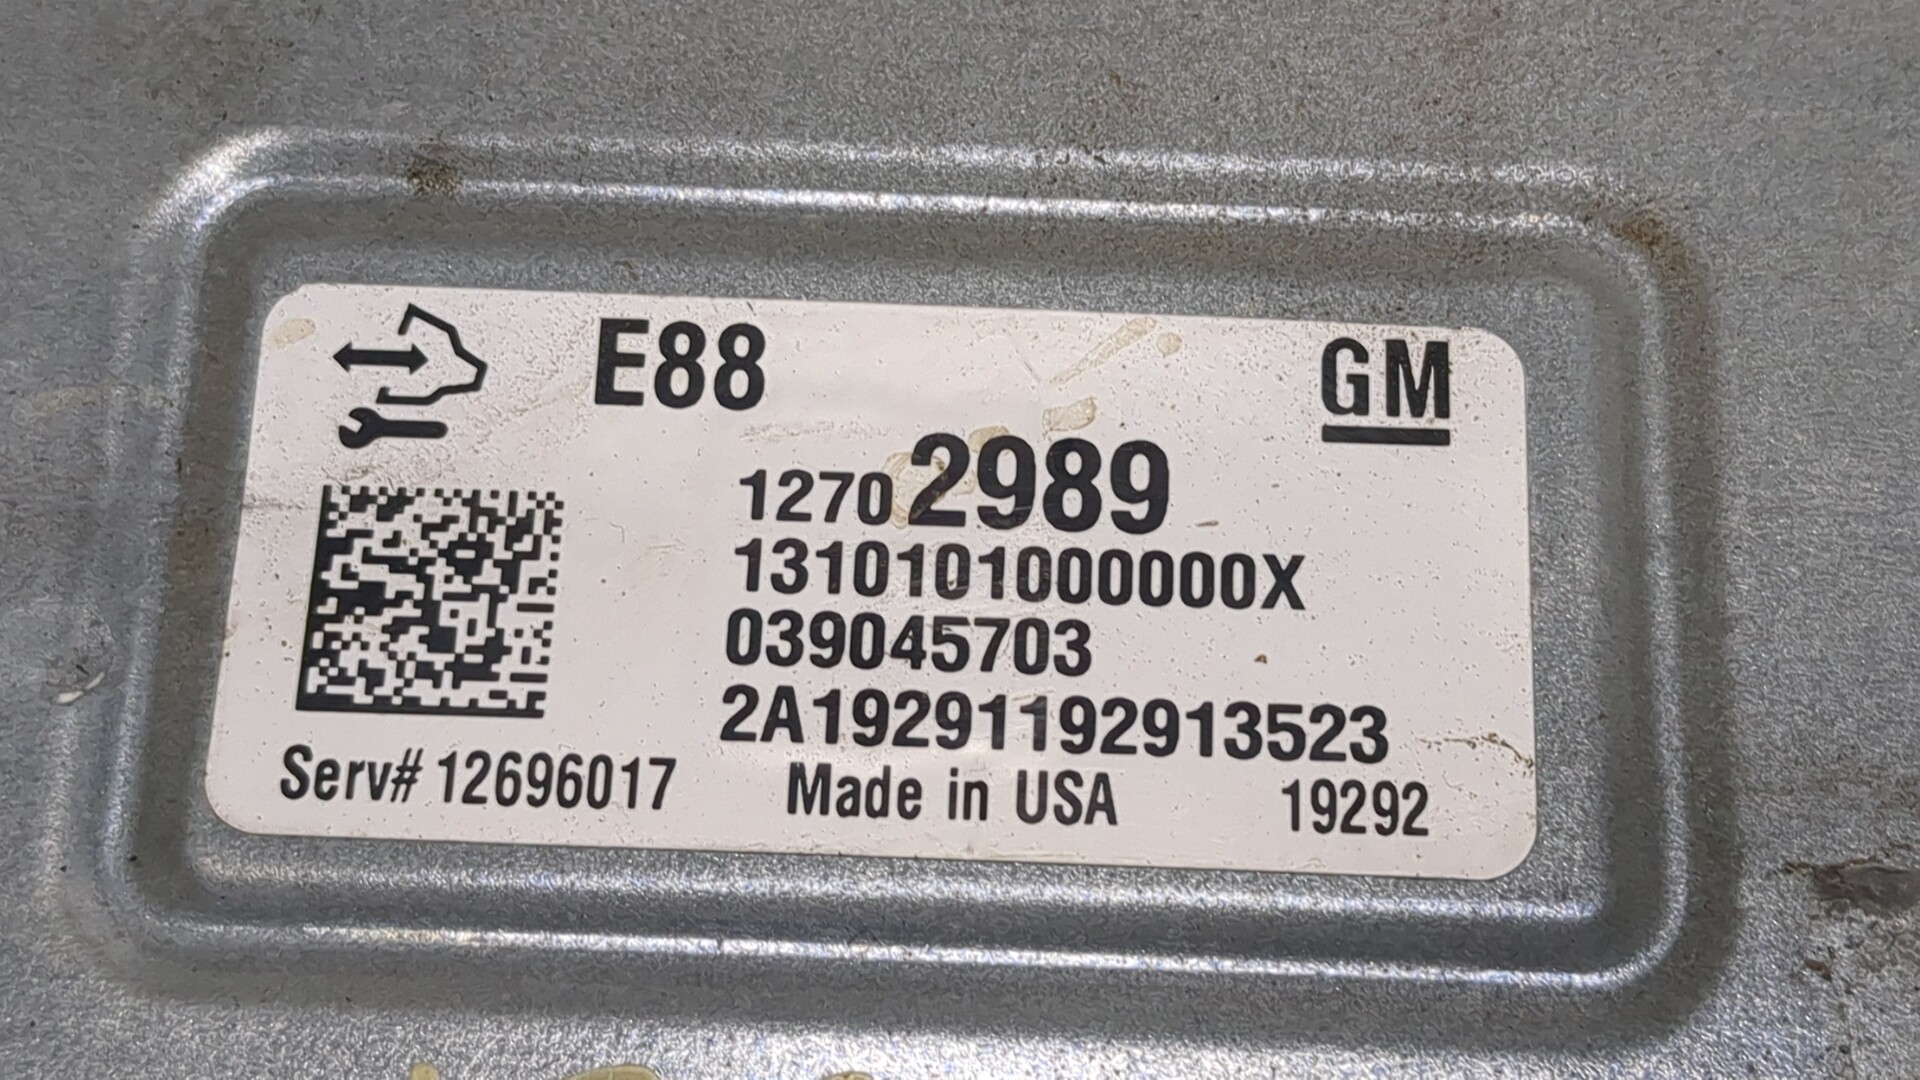 E88
GM
12702989
1310101000000X
039045703
2A19291192913523
Serv# 12696017
Made in USA
19292